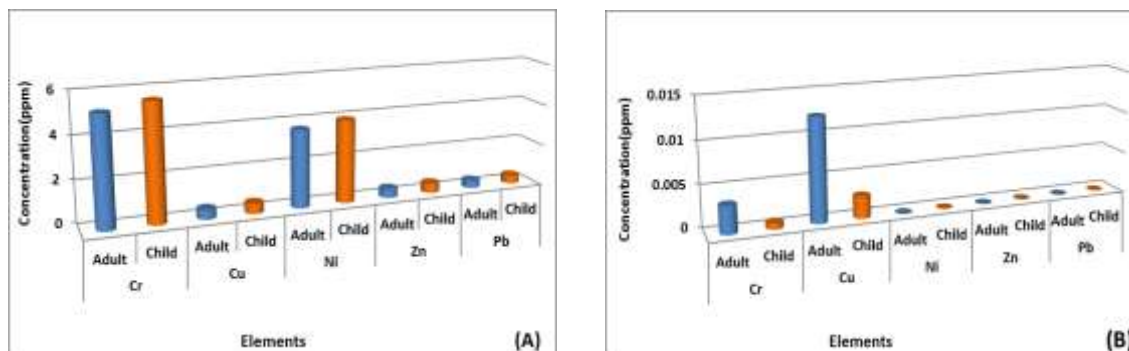 Concentration(ppm)
6
4
2
0
Adult Child Adult Child Adult Child Adult Child Adult Child
Cr Cu Ni Zn Pb
Elements
(A)
Concentration(ppm)
0.015
0.01
0.005
0
Adult Child Adult Child Adult Child Adult Child Adult Child
Cr Cu Ni Zn Pb
Elements
(B)